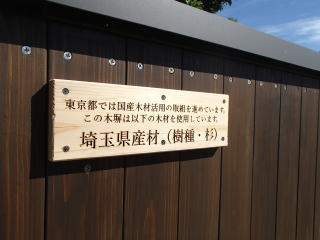 東京都では国産木材活用の取組を進めています。
この木塀は以下の木材を使用しています。
埼玉県産材（樹種・杉）